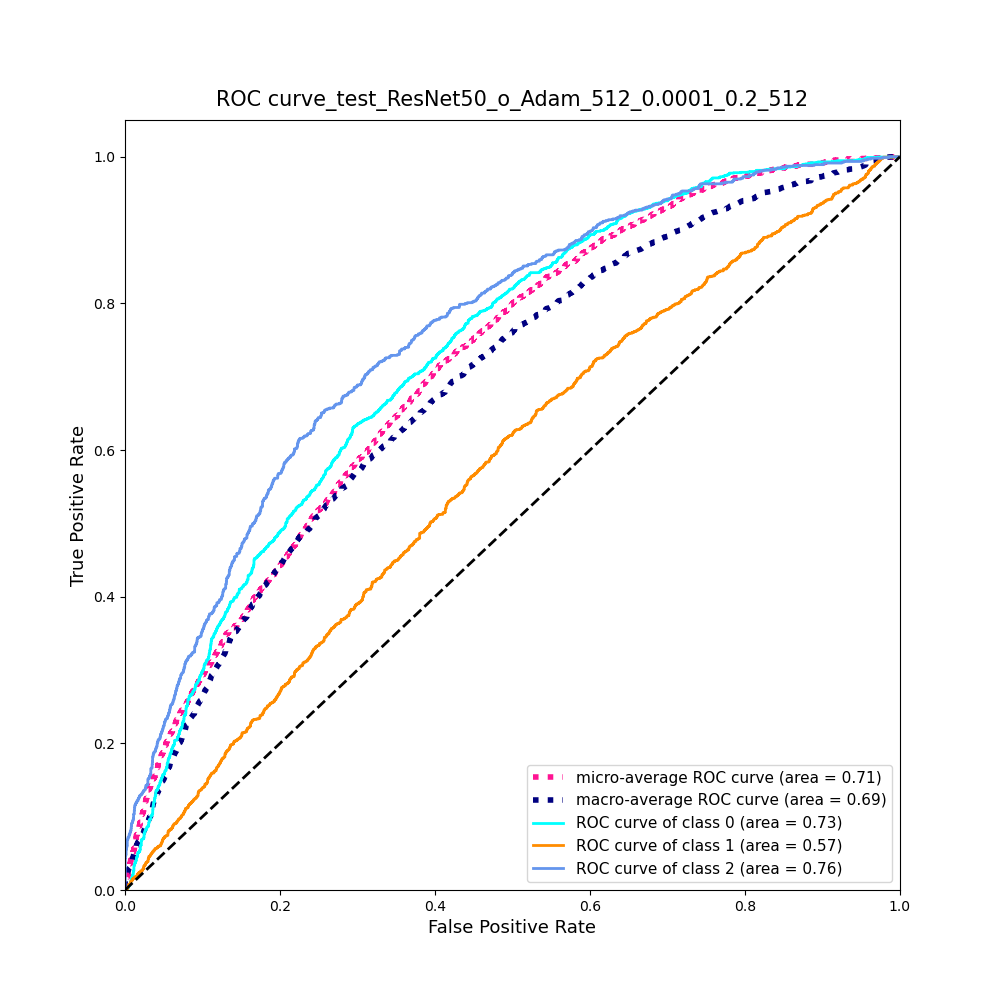 ROC curve_test_ResNet50_o_Adam_512_0.0001_0.2_512
True Positive Rate
1.0
0.8
0.6
0.4
0.2
0.0
micro-average ROC curve (area = 0.71)
macro-average ROC curve (area = 0.69)
ROC curve of class 0 (area = 0.73)
ROC curve of class 1 (area = 0.57)
ROC curve of class 2 (area = 0.76)
0.0 0.2 0.4 0.6 0.8 1.0
False Positive Rate